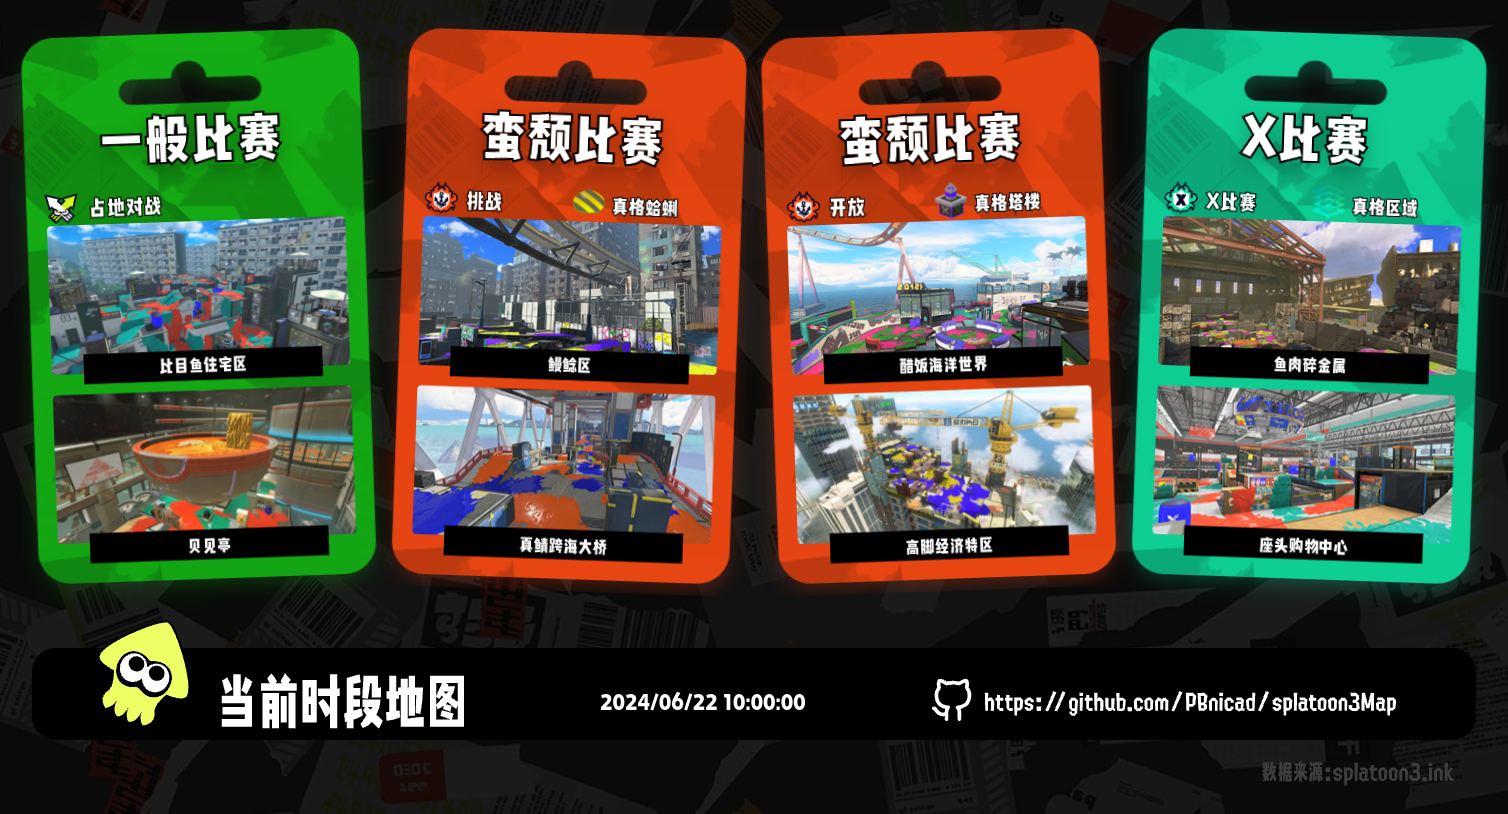 一般比赛
占地对战
比目鱼住宅区
贝见亭
蛮颓比赛
挑战
真格蛤蜊
鳗鲶区
真鲭跨海大桥
蛮颓比赛
开放
真格塔楼
醋饭海洋世界
高脚经济特区
X比赛
X比赛
真格区域
鱼肉碎金属
座头购物中心
当前时段地图
2024/06/22 10:00:00
https://github.com/PBnicad/splatoon3Map
数据来源:splatoon3.ink